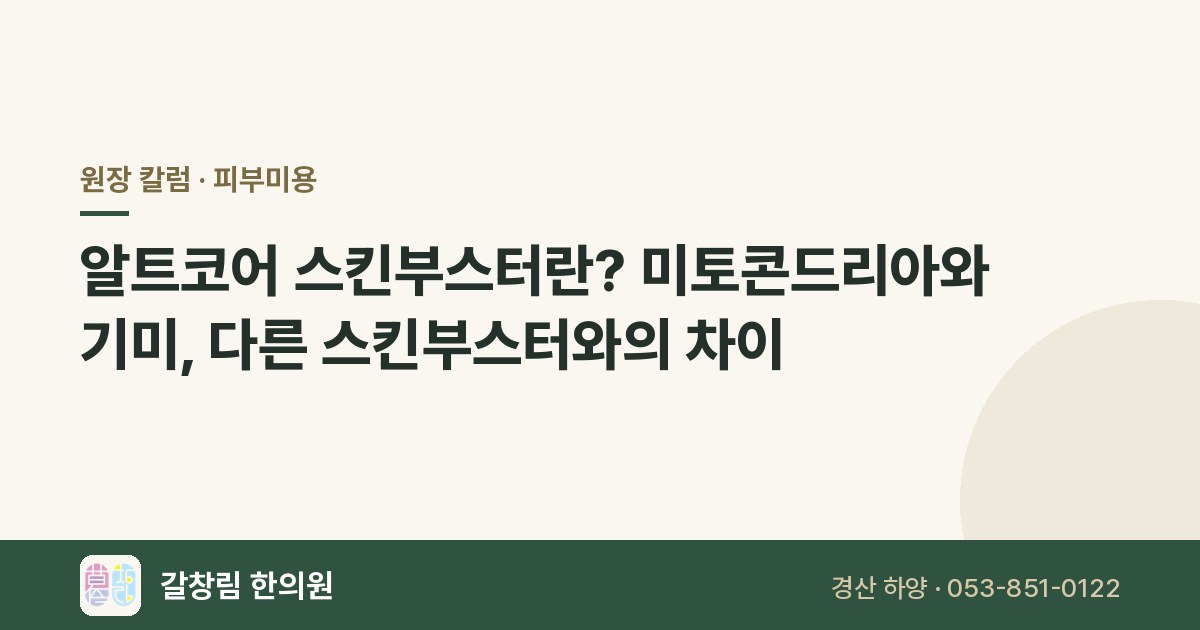 원장 칼럼 · 피부미용
알트코어 스킨부스터란? 미토콘드리아와
기미, 다른 스킨부스터와의 차이
갈창림 한의원
경산 하양 · 053-851-0122